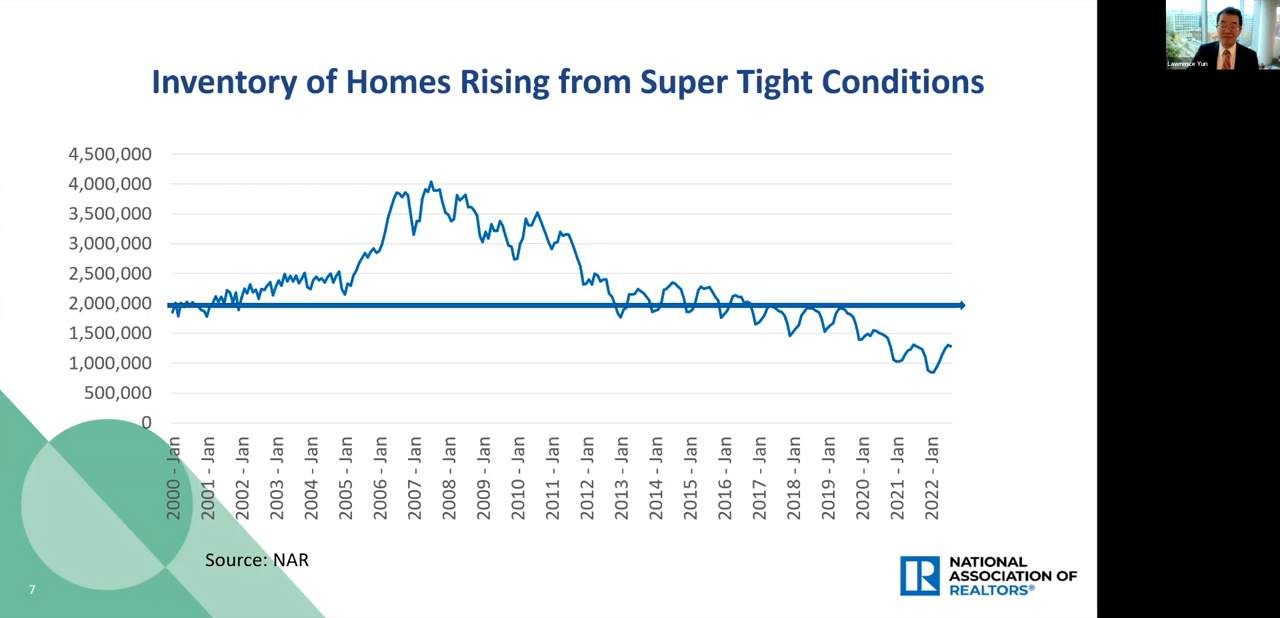 Lawrence Yun
Inventory of Homes Rising from Super Tight Conditions
4,500,000
4,000,000
3,500,000
3,000,000
2,500,000
2,000,000
1,500,000
1,000,000
500,000
0
2000 - Jan
2001 - Jan
2002 - Jan
2003 - Jan
2004 - Jan
2005 - Jan
2006 - Jan
2007 - Jan
2008 - Jan
2009 - Jan
2010 - Jan
2011 - Jan
2012 - Jan
2013 - Jan
2014 - Jan
2015 - Jan
2016 - Jan
2017 - Jan
2018 - Jan
2019 - Jan
2020 - Jan
2021 - Jan
2022 - Jan
Source: NAR
7
R
NATIONAL
ASSOCIATION OF
REALTORS®